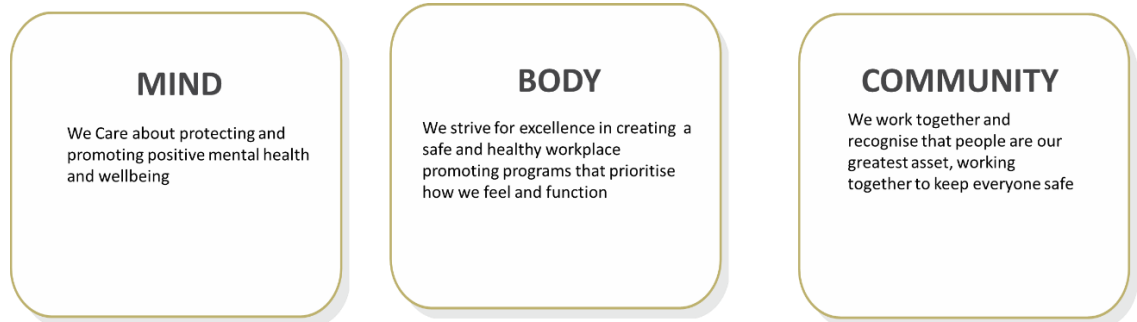 MIND
We Care about protecting and
promoting positive mental health
and wellbeing
BODY
We strive for excellence in creating a
safe and healthy workplace
promoting programs that prioritise
how we feel and function
COMMUNITY
We work together and
recognise that people are our
greatest asset, working
together to keep everyone safe